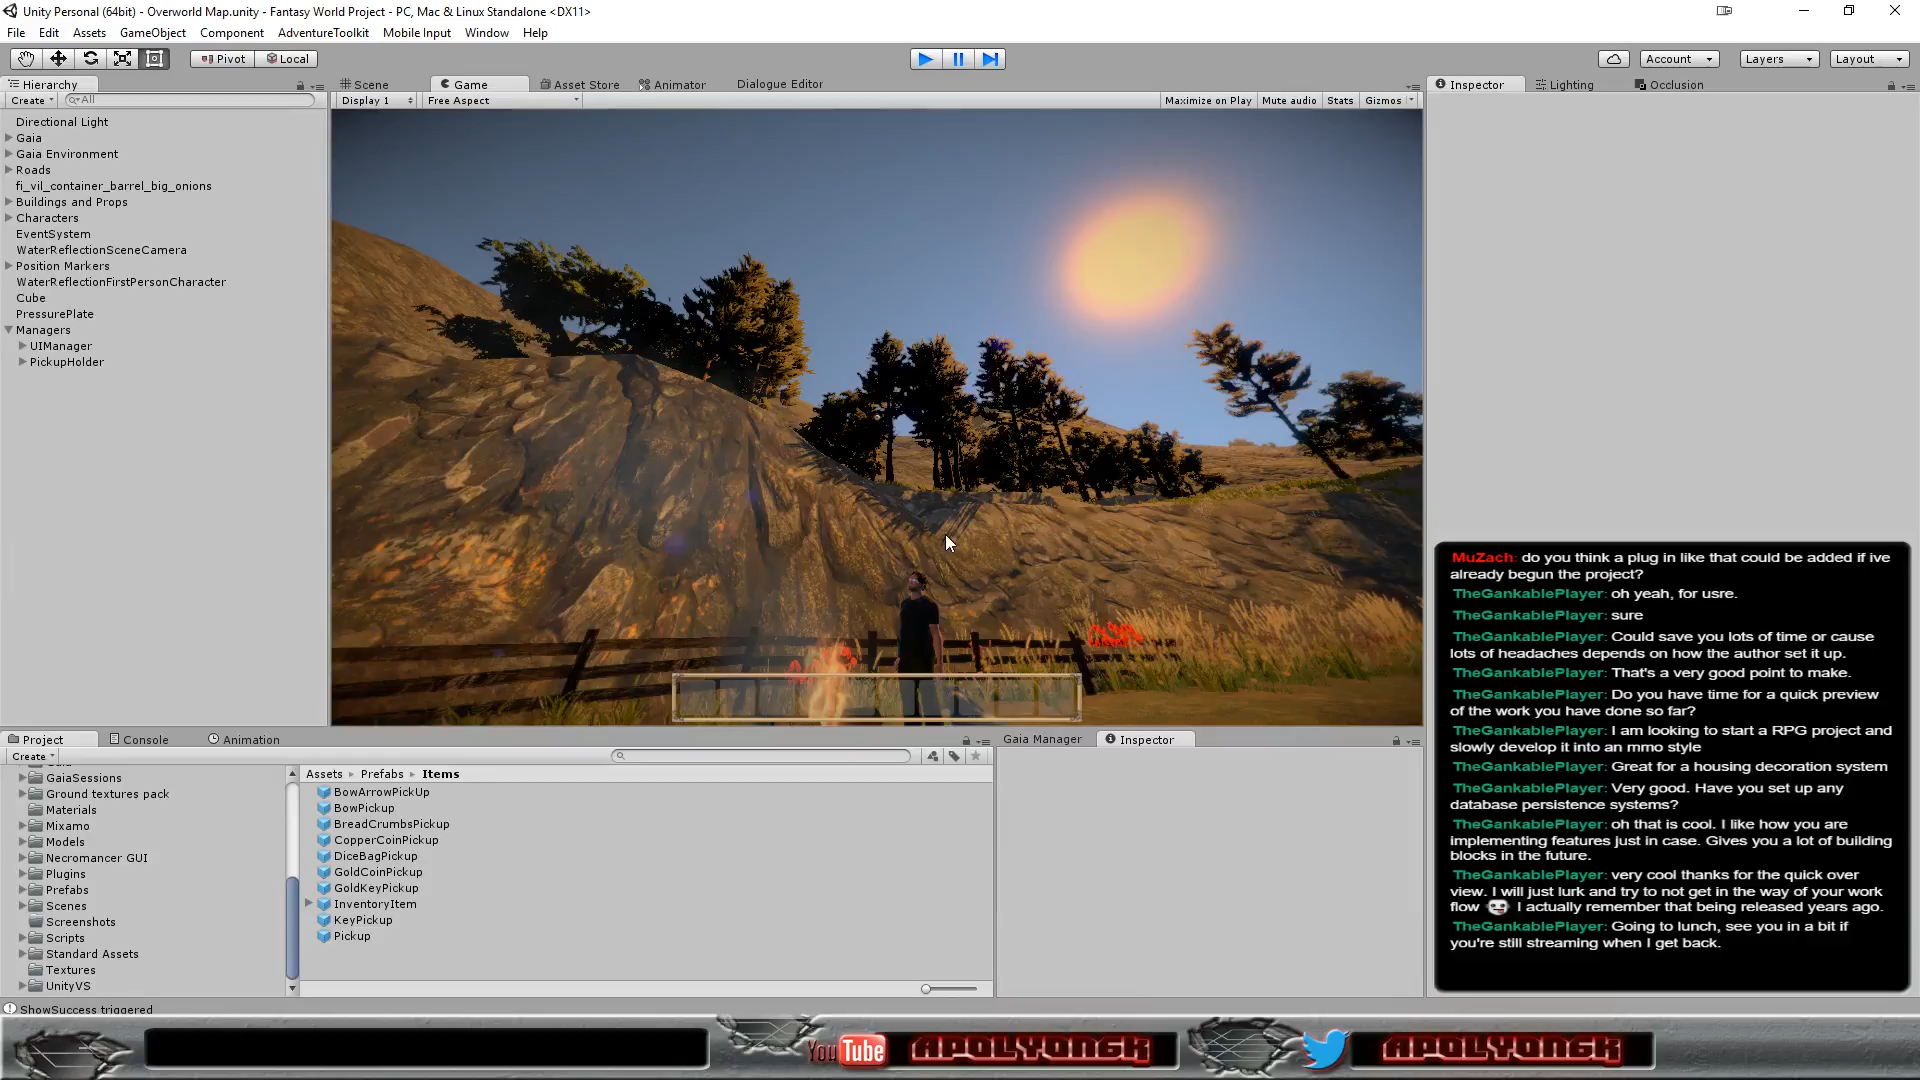 Unity Personal (64bit) - Overworld Map.unity - Fantasy World Project - PC, Mac & Linux Standalone <DX11>
File Edit Assets GameObject Component AdventureToolkit Mobile Input Window Help
Pivot Local Account Layers Layout
Hierarchy Scene Game Asset Store Animator Dialogue Editor Inspector Lighting Occlusion
Create All Display 1 Free Aspect Maximize on Play Mute audio Stats Gizmos
Directional Light
Gaia
Gaia Environment
Roads
fi_vil_container_barrel_big_onions
Buildings and Props
Characters
EventSystem
WaterReflectionSceneCamera
Position Markers
WaterReflectionFirstPersonCharacter
Cube
PressurePlate
Managers
UIManager
PickupHolder
MuZach: do you think a plug in like that could be added if ive
already begun the project?
TheGankablePlayer: oh yeah, for usre.
TheGankablePlayer: sure
TheGankablePlayer: Could save you lots of time or cause
lots of headaches depends on how the author set it up.
TheGankablePlayer: That's a very good point to make.
TheGankablePlayer: Do you have time for a quick preview
of the work you have done so far?
TheGankablePlayer: I am looking to start a RPG project and
slowly develop it into an mmo style
TheGankablePlayer: Great for a housing decoration system
TheGankablePlayer: Very good. Have you set up any
database persistence systems?
TheGankablePlayer: oh that is cool. I like how you are
implementing features just in case. Gives you a lot of building
blocks in the future.
TheGankablePlayer: very cool thanks for the quick over
view. I will just lurk and try to not get in the way of your work
flow I actually remember that being released years ago.
TheGankablePlayer: Going to lunch, see you in a bit if
you're still streaming when I get back.
Project Console Animation Gaia Manager Inspector
Create
Assets Prefabs Items
GaiaSessions
Ground textures pack
Materials
Mixamo
Models
Necromancer GUI
Plugins
Prefabs
Scenes
Screenshots
Scripts
Standard Assets
Textures
UnityVS
BowArrowPickUp
BowPickup
BreadCrumbsPickup
CopperCoinPickup
DiceBagPickup
GoldCoinPickup
GoldKeyPickup
InventoryItem
KeyPickup
Pickup
ShowSuccess triggered
YouTube APOLYON6K APOLYON6K